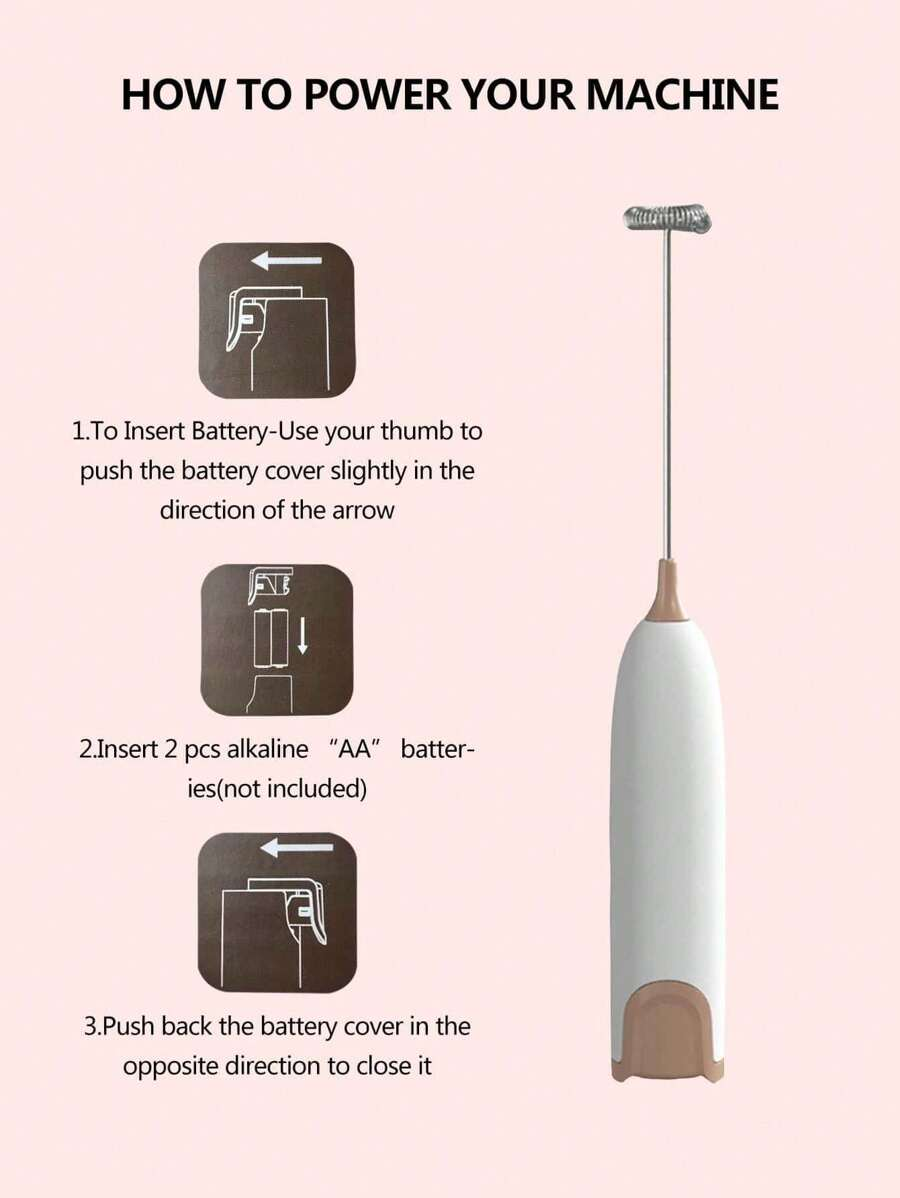 HOW TO POWER YOUR MACHINE
1.To Insert Battery-Use your thumb to
push the battery cover slightly in the
direction of the arrow
2.Insert 2 pcs alkaline “AA” batter-
ies(not included)
3.Push back the battery cover in the
opposite direction to close it